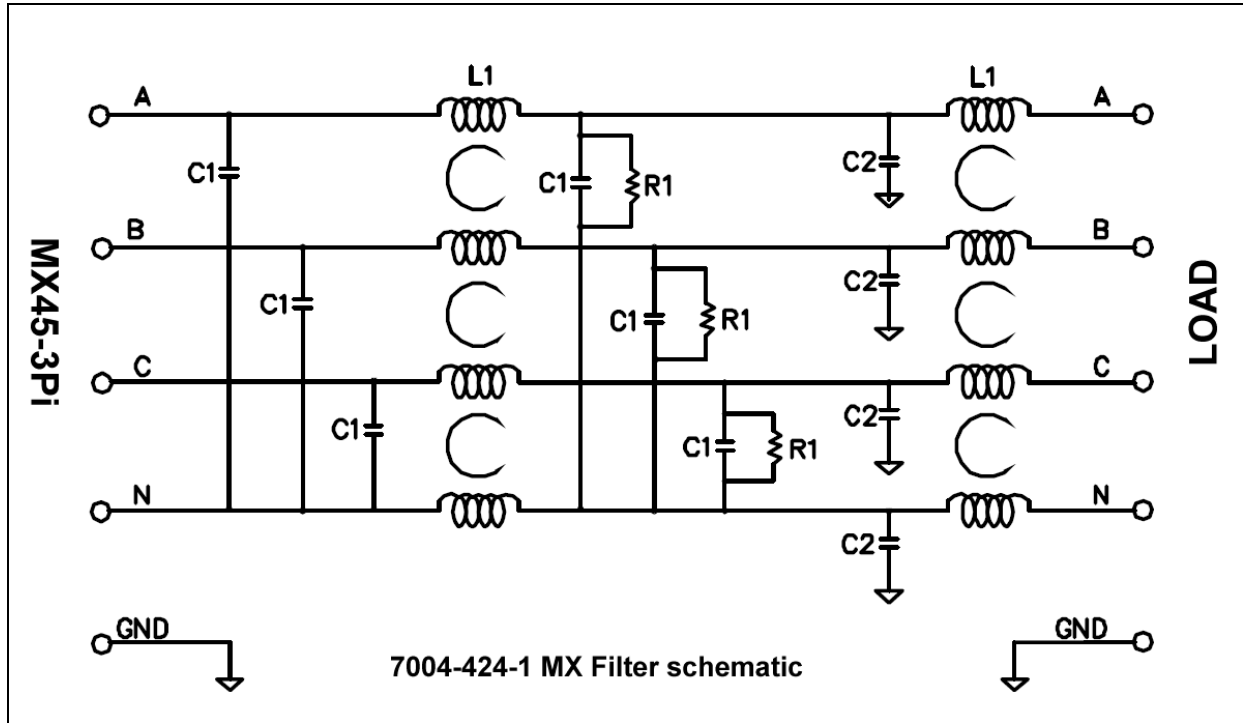 L1
L1
A
A
C1
C2
C1
R1
B
B
C1
C2
C1
R1
MX45-3Pi
LOAD
C
C
C1
C2
C1
R1
N
N
C2
GND
GND
7004-424-1 MX Filter schematic